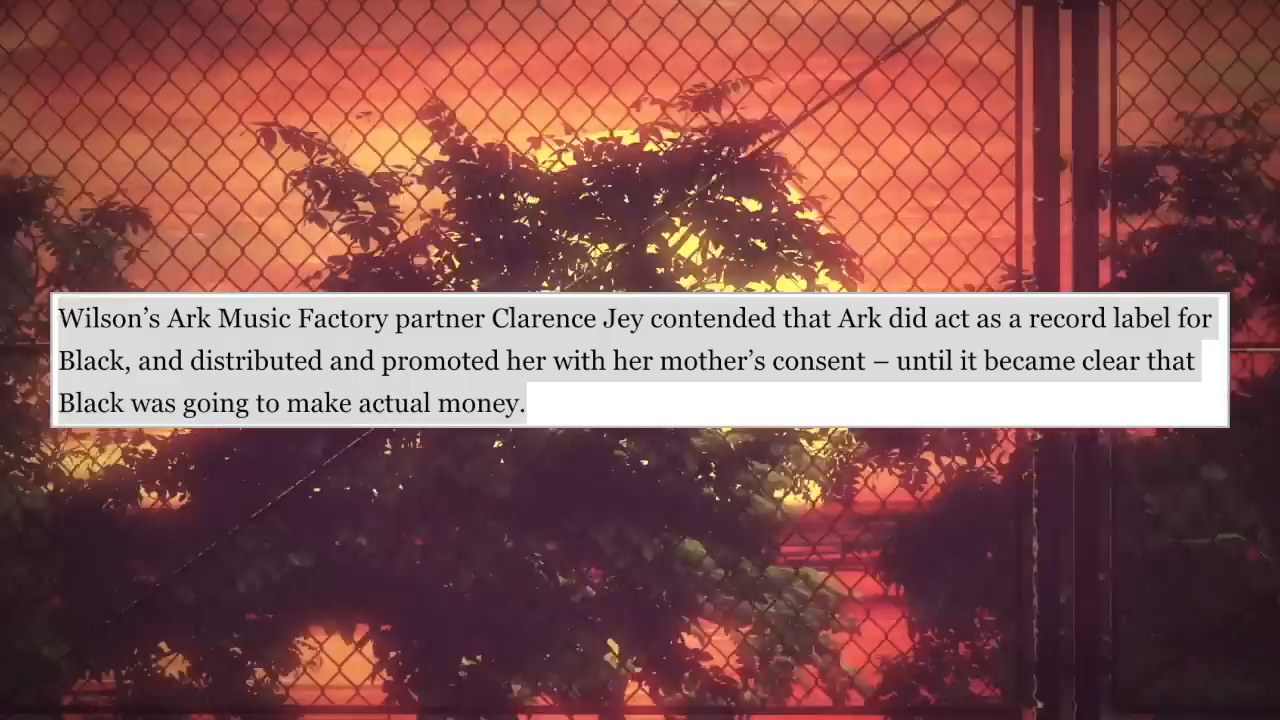 Wilson’s Ark Music Factory partner Clarence Jey contended that Ark did act as a record label for
Black, and distributed and promoted her with her mother’s consent – until it became clear that
Black was going to make actual money.